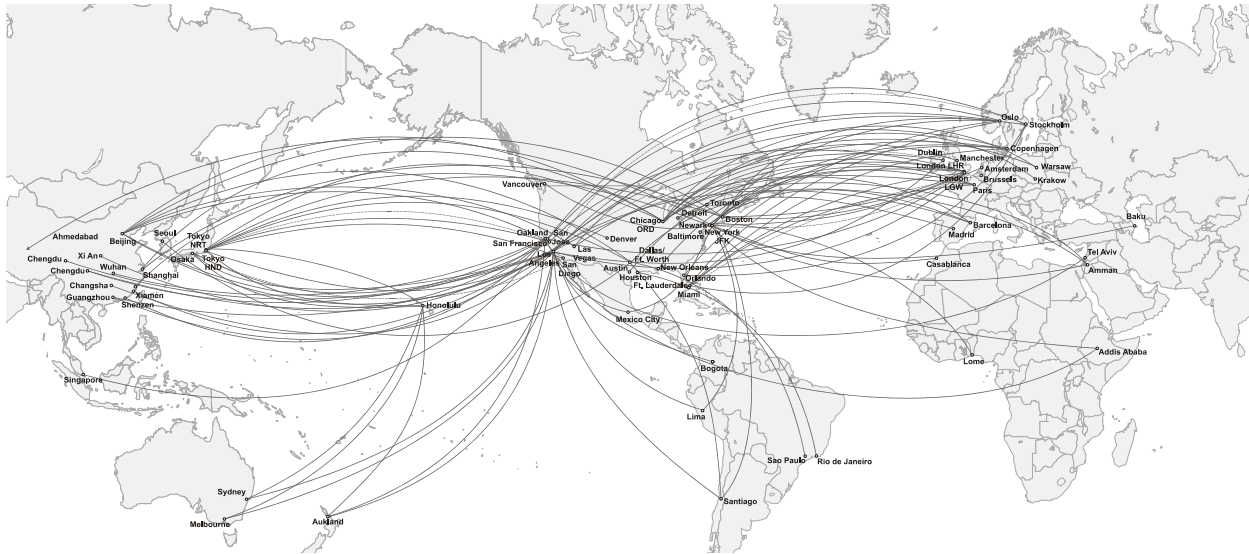 Oslo
Stockholm
Copenhagen
Dublin
Manchester
London LHR
Amsterdam
Warsaw
London
LGW
Brussels
Krakow
Paris
Vancouver
Toronto
Detroit
Chicago
ORD
Boston
Newark
New York
JFK
Baltimore
Barcelona
Madrid
Baku
Ahmedabad
Beijing
Seoul
Tokyo
NRT
Tokyo
HND
Osaka
Oakland
San
Jose
San Francisco
Los
Angeles
Las
Vegas
San
Diego
Denver
Dallas/
Ft. Worth
Austin
Houston
New Orleans
Orlando
Ft. Lauderdale
Miami
Casablanca
Tel Aviv
Amman
Xi An
Chengdu
Chengdu
Wuhan
Shanghai
Changsha
Xiamen
Guangzhou
Shenzen
Honolulu
Mexico City
Addis Ababa
Lome
Bogota
Singapore
Lima
Sao Paulo
Rio de Janeiro
Sydney
Santiago
Melbourne
Aukland